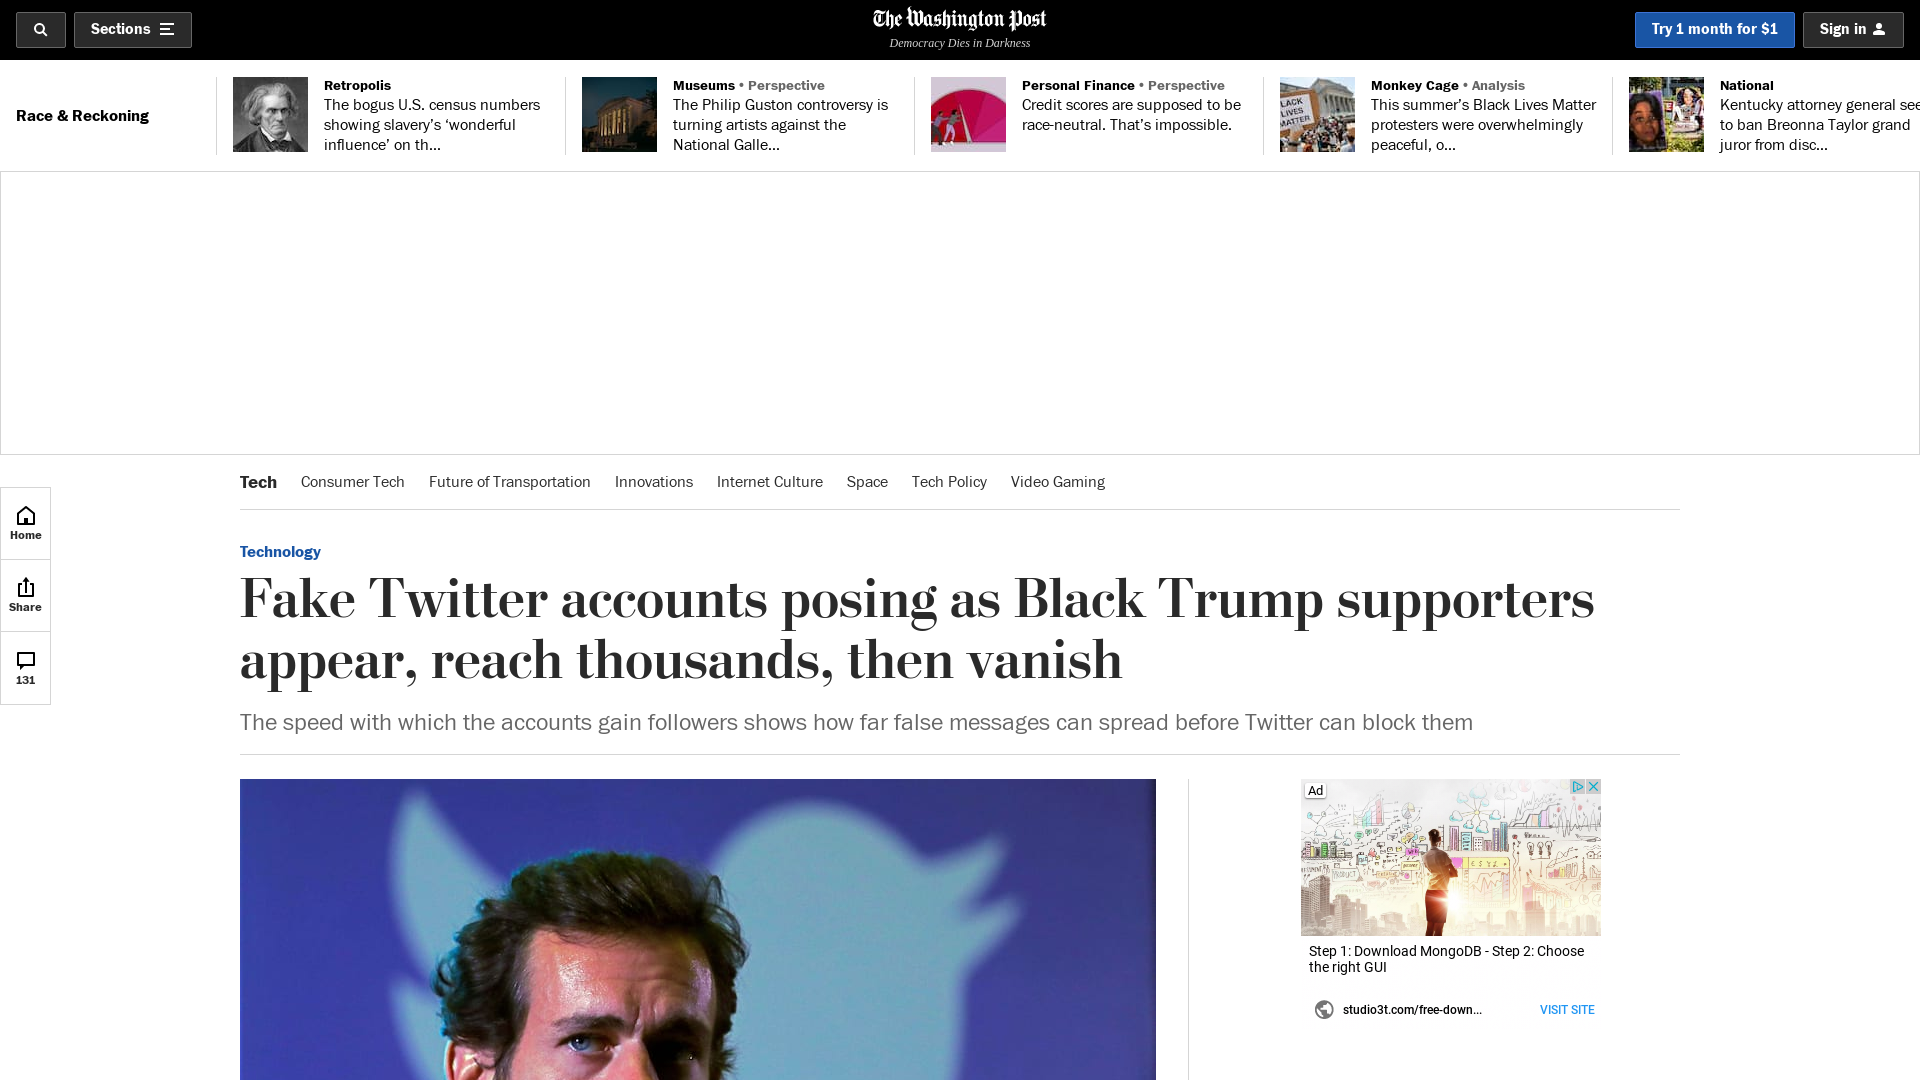 Sections
The Washington Post
Democracy Dies in Darkness
Try 1 month for $1
Sign in
Race & Reckoning
Retropolis
The bogus U.S. census numbers
showing slavery’s ‘wonderful
influence’ on th...
Museums • Perspective
The Philip Guston controversy is
turning artists against the
National Galle...
Personal Finance • Perspective
Credit scores are supposed to be
race-neutral. That’s impossible.
LACK
LIVES
MATTER
Monkey Cage • Analysis
This summer’s Black Lives Matter
protesters were overwhelmingly
peaceful, o...
National
Kentucky attorney general see
to ban Breonna Taylor grand
juror from disc...
Tech
Consumer Tech
Future of Transportation
Innovations
Internet Culture
Space
Tech Policy
Video Gaming
Home
Share
131
Technology
Fake Twitter accounts posing as Black Trump supporters
appear, reach thousands, then vanish
The speed with which the accounts gain followers shows how far false messages can spread before Twitter can block them
Ad
PRODUCT
Step 1: Download MongoDB - Step 2: Choose
the right GUI
studio3t.com/free-down...
VISIT SITE